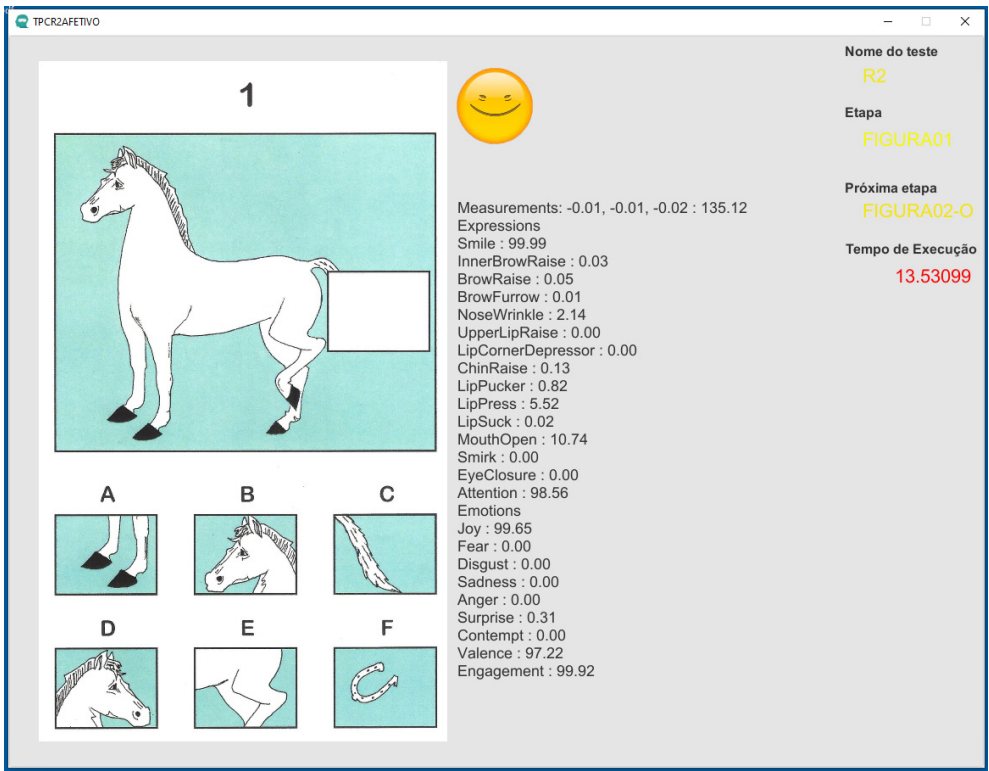 TPCR2AFETIVO
1
A B C
D E F
Measurements: -0.01, -0.01, -0.02 : 135.12
Expressions
Smile : 99.99
InnerBrowRaise : 0.03
BrowRaise : 0.05
BrowFurrow : 0.01
NoseWrinkle : 2.14
UpperLipRaise : 0.00
LipCornerDepressor : 0.00
ChinRaise : 0.13
LipPucker : 0.82
LipPress : 5.52
LipSuck : 0.02
MouthOpen : 10.74
Smirk : 0.00
EyeClosure : 0.00
Attention : 98.56
Emotions
Joy : 99.65
Fear : 0.00
Disgust : 0.00
Sadness : 0.00
Anger : 0.00
Surprise : 0.31
Contempt : 0.00
Valence : 97.22
Engagement : 99.92
Nome do teste
R2
Etapa
FIGURA01
Próxima etapa
FIGURA02-O
Tempo de Execução
13.53099